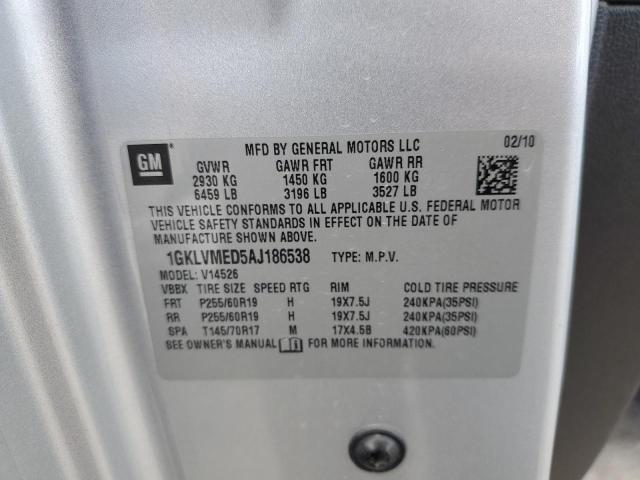 MFD BY GENERAL MOTORS LLC 02/10
GM
GVWR GAWR FRT GAWR RR
2930 KG 1450 KG 1600 KG
6459 LB 3196 LB 3527 LB
THIS VEHICLE CONFORMS TO ALL APPLICABLE U.S. FEDERAL MOTOR
VEHICLE SAFETY STANDARDS IN EFFECT ON THE DATE OF
MANUFACTURE SHOWN ABOVE.
1GKLVMED5AJ186538 TYPE: M.P.V.
MODEL: V14526
VBBX TIRE SIZE SPEED RTG RIM COLD TIRE PRESSURE
FRT P255/60R19 H 19X7.5J 240KPA(35PSI)
RR P255/60R19 H 19X7.5J 240KPA(35PSI)
SPA T145/70R17 M 17X4.5B 420KPA(60PSI)
SEE OWNER'S MANUAL FOR MORE INFORMATION.